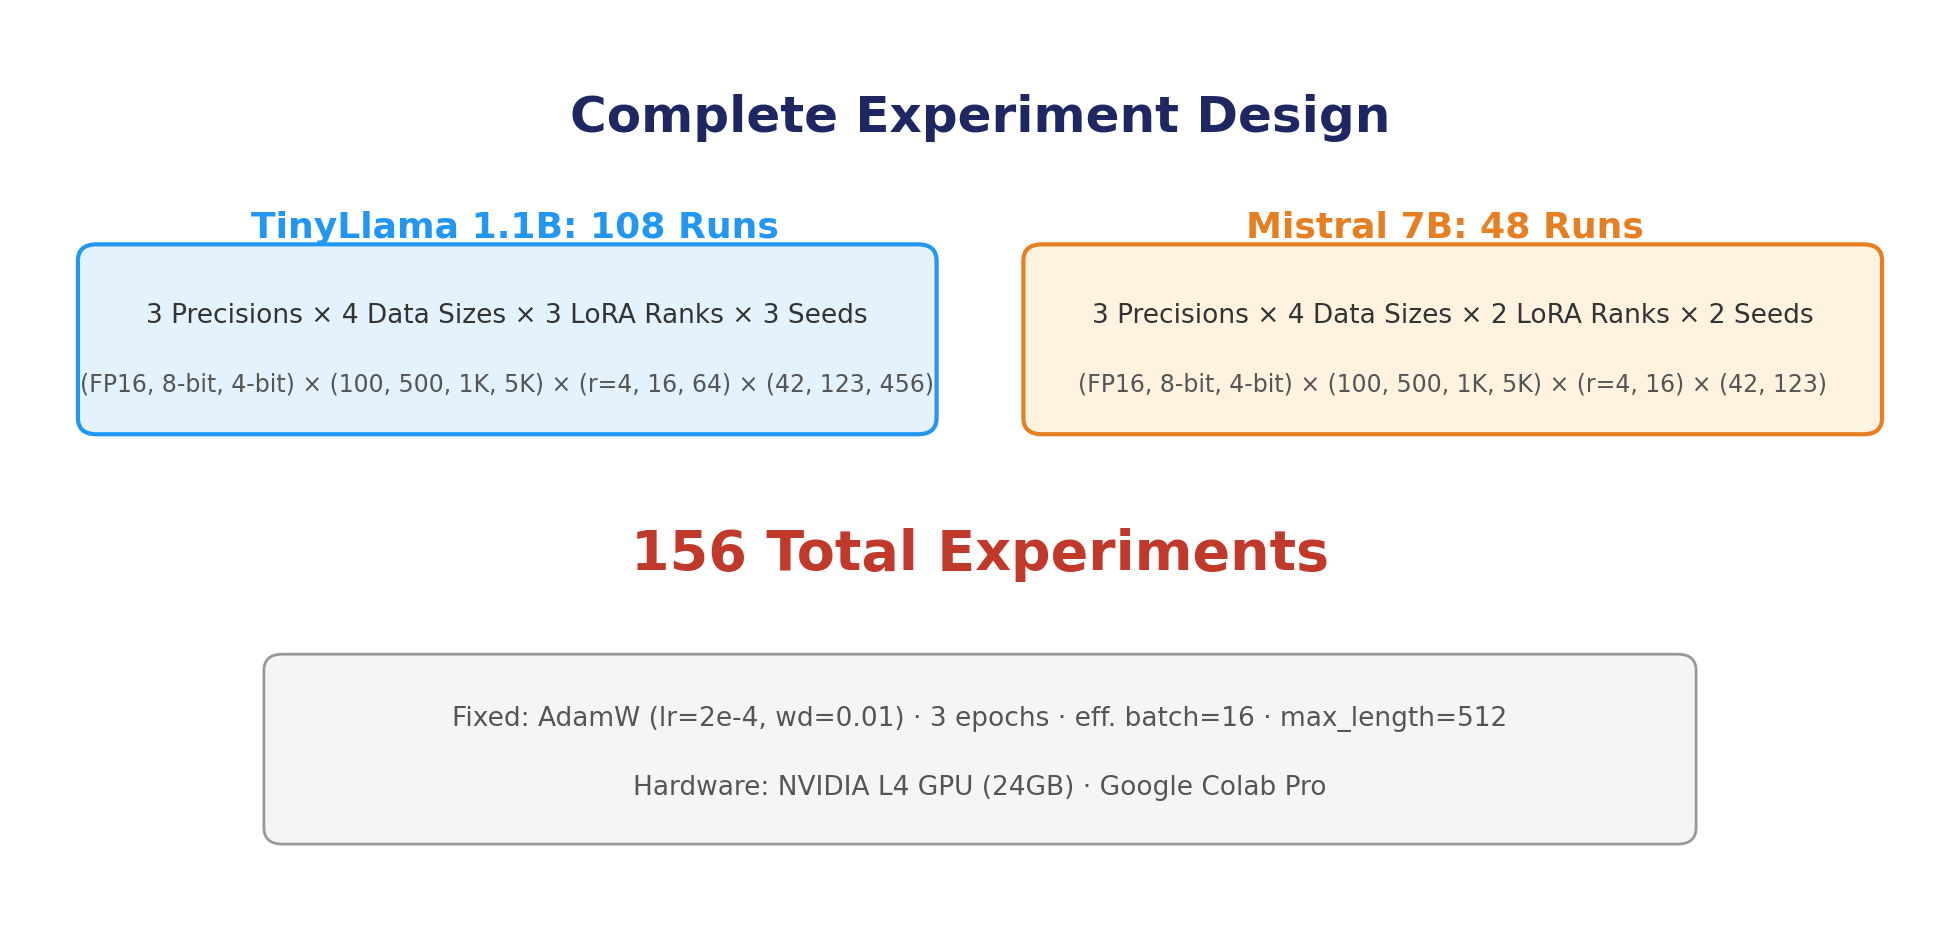 Complete Experiment Design
TinyLlama 1.1B: 108 Runs
3 Precisions × 4 Data Sizes × 3 LoRA Ranks × 3 Seeds
(FP16, 8-bit, 4-bit) × (100, 500, 1K, 5K) × (r=4, 16, 64) × (42, 123, 456)
Mistral 7B: 48 Runs
3 Precisions × 4 Data Sizes × 2 LoRA Ranks × 2 Seeds
(FP16, 8-bit, 4-bit) × (100, 500, 1K, 5K) × (r=4, 16) × (42, 123)
156 Total Experiments
Fixed: AdamW (lr=2e-4, wd=0.01) · 3 epochs · eff. batch=16 · max_length=512
Hardware: NVIDIA L4 GPU (24GB) · Google Colab Pro